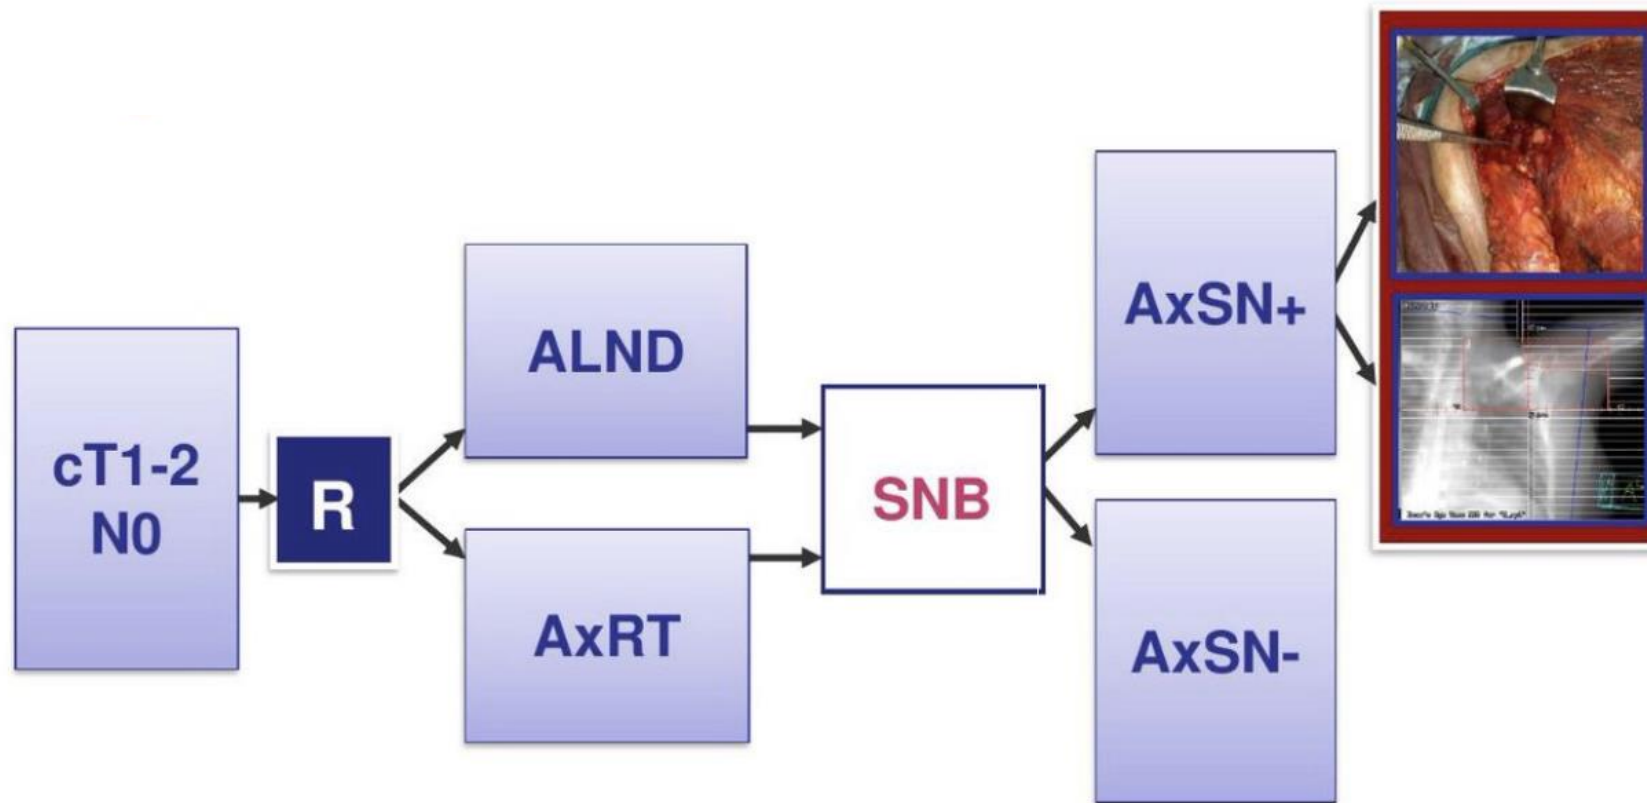 cT1-2
N0
R
ALND
AxRT
SNB
AxSN+
AxSN-